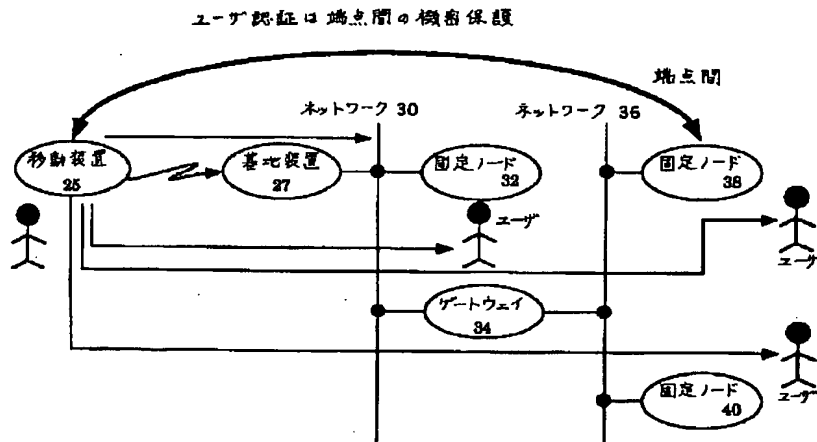 ユーザ認証は端点間の機密保護
端点間
ネットワーク 30
ネットワーク 36
移動装置
25
基地装置
27
固定ノード
32
固定ノード
38
ユーザ
ユーザ
ゲートウェイ
34
ユーザ
固定ノード
40